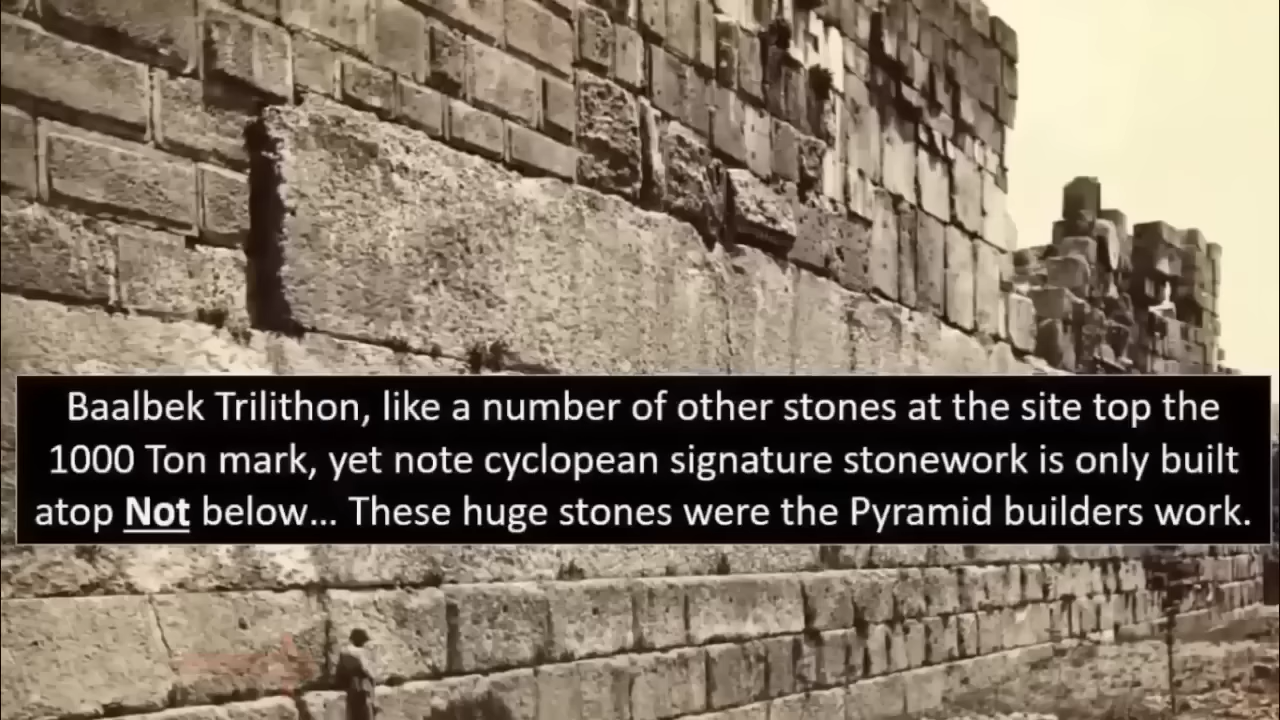 Baalbek Trilithon, like a number of other stones at the site top the
1000 Ton mark, yet note cyclopean signature stonework is only built
atop Not below... These huge stones were the Pyramid builders work.